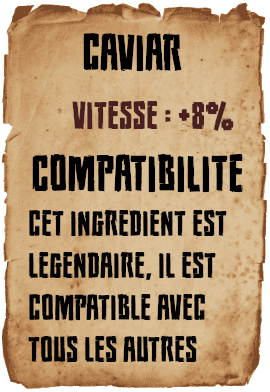 CAVIAR
VITESSE : +8%
COMPATIBILITE
CET INGREDIENT EST
LEGENDAIRE, IL EST
COMPATIBLE AVEC
TOUS LES AUTRES